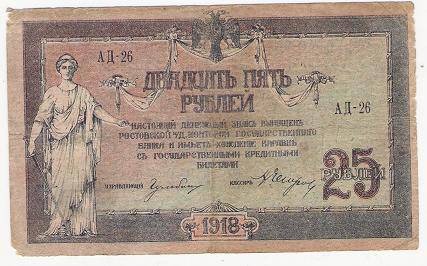 АД-26
ДВАДЦАТЬ ПЯТЬ
РУБЛЕЙ
АД-26
НАСТОЯЩІЙ ДЕНЕЖНЫЙ ЗНАКЪ ВЫПУЩЕНЪ
РОСТОВСКОЙ Н/Д. КОНТОРОЙ ГОСУДАРСТВЕННАГО
БАНКА И ИМѢЕТЪ ХОЖДЕНІЕ НАРАВНѢ
СЪ ГОСУДАРСТВЕННЫМИ КРЕДИТНЫМИ
БИЛЕТАМИ
25
РУБЛЕЙ
УПРАВЛЯЮЩІЙ
КАССИРЪ
1918